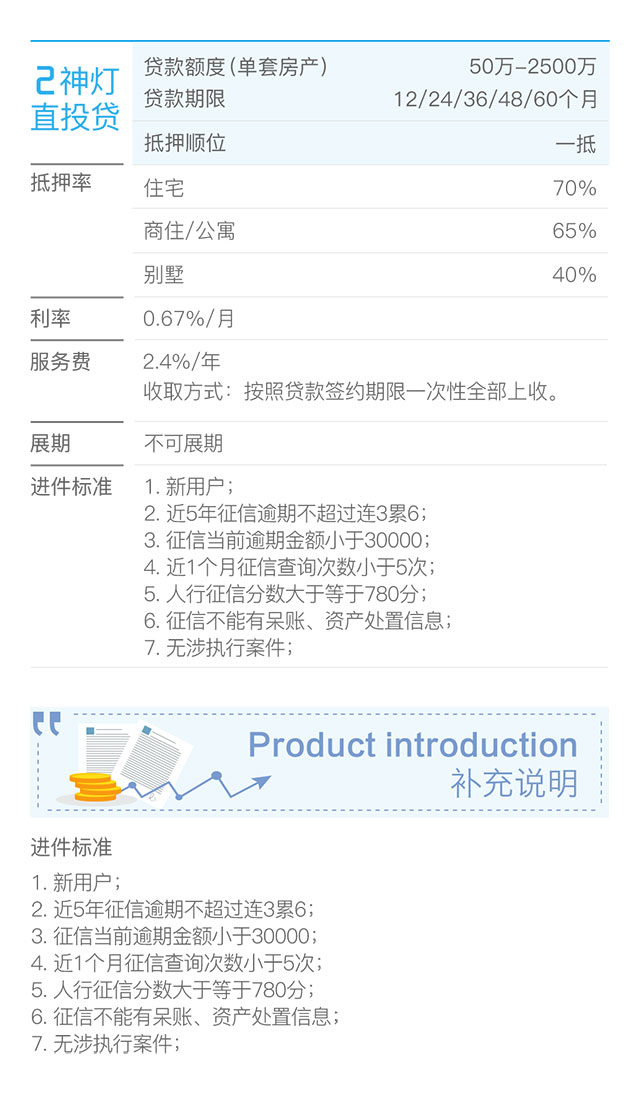 2神灯
直投贷
贷款额度(单套房产) 50万-2500万
贷款期限 12/24/36/48/60个月
抵押顺位 一抵
抵押率 住宅 70%
商住/公寓 65%
别墅 40%
利率 0.67%/月
服务费 2.4%/年
收取方式：按照贷款签约期限一次性全部上收。
展期 不可展期
进件标准 1. 新用户；
2. 近5年征信逾期不超过连3累6；
3. 征信当前逾期金额小于30000；
4. 近1个月征信查询次数小于5次；
5. 人行征信分数大于等于780分；
6. 征信不能有呆账、资产处置信息；
7. 无涉执行案件；
Product introduction
补充说明
进件标准
1. 新用户；
2. 近5年征信逾期不超过连3累6；
3. 征信当前逾期金额小于30000；
4. 近1个月征信查询次数小于5次；
5. 人行征信分数大于等于780分；
6. 征信不能有呆账、资产处置信息；
7. 无涉执行案件；